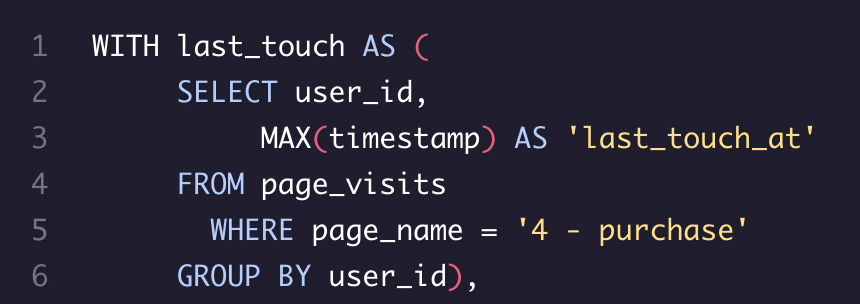 1 WITH last_touch AS (
2 SELECT user_id,
3 MAX(timestamp) AS 'last_touch_at'
4 FROM page_visits
5 WHERE page_name = '4 - purchase'
6 GROUP BY user_id),